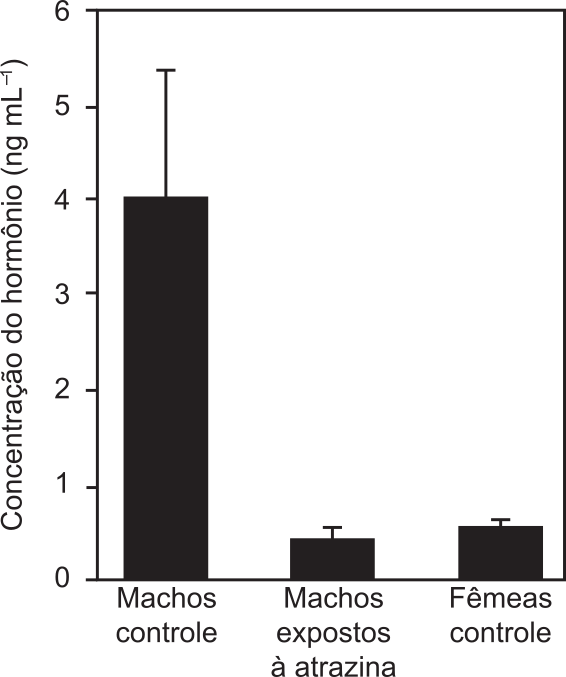 Concentração do hormônio (ng mL⁻¹)
6
5
4
3
2
1
0
Machos
controle
Machos
expostos
à atrazina
Fêmeas
controle